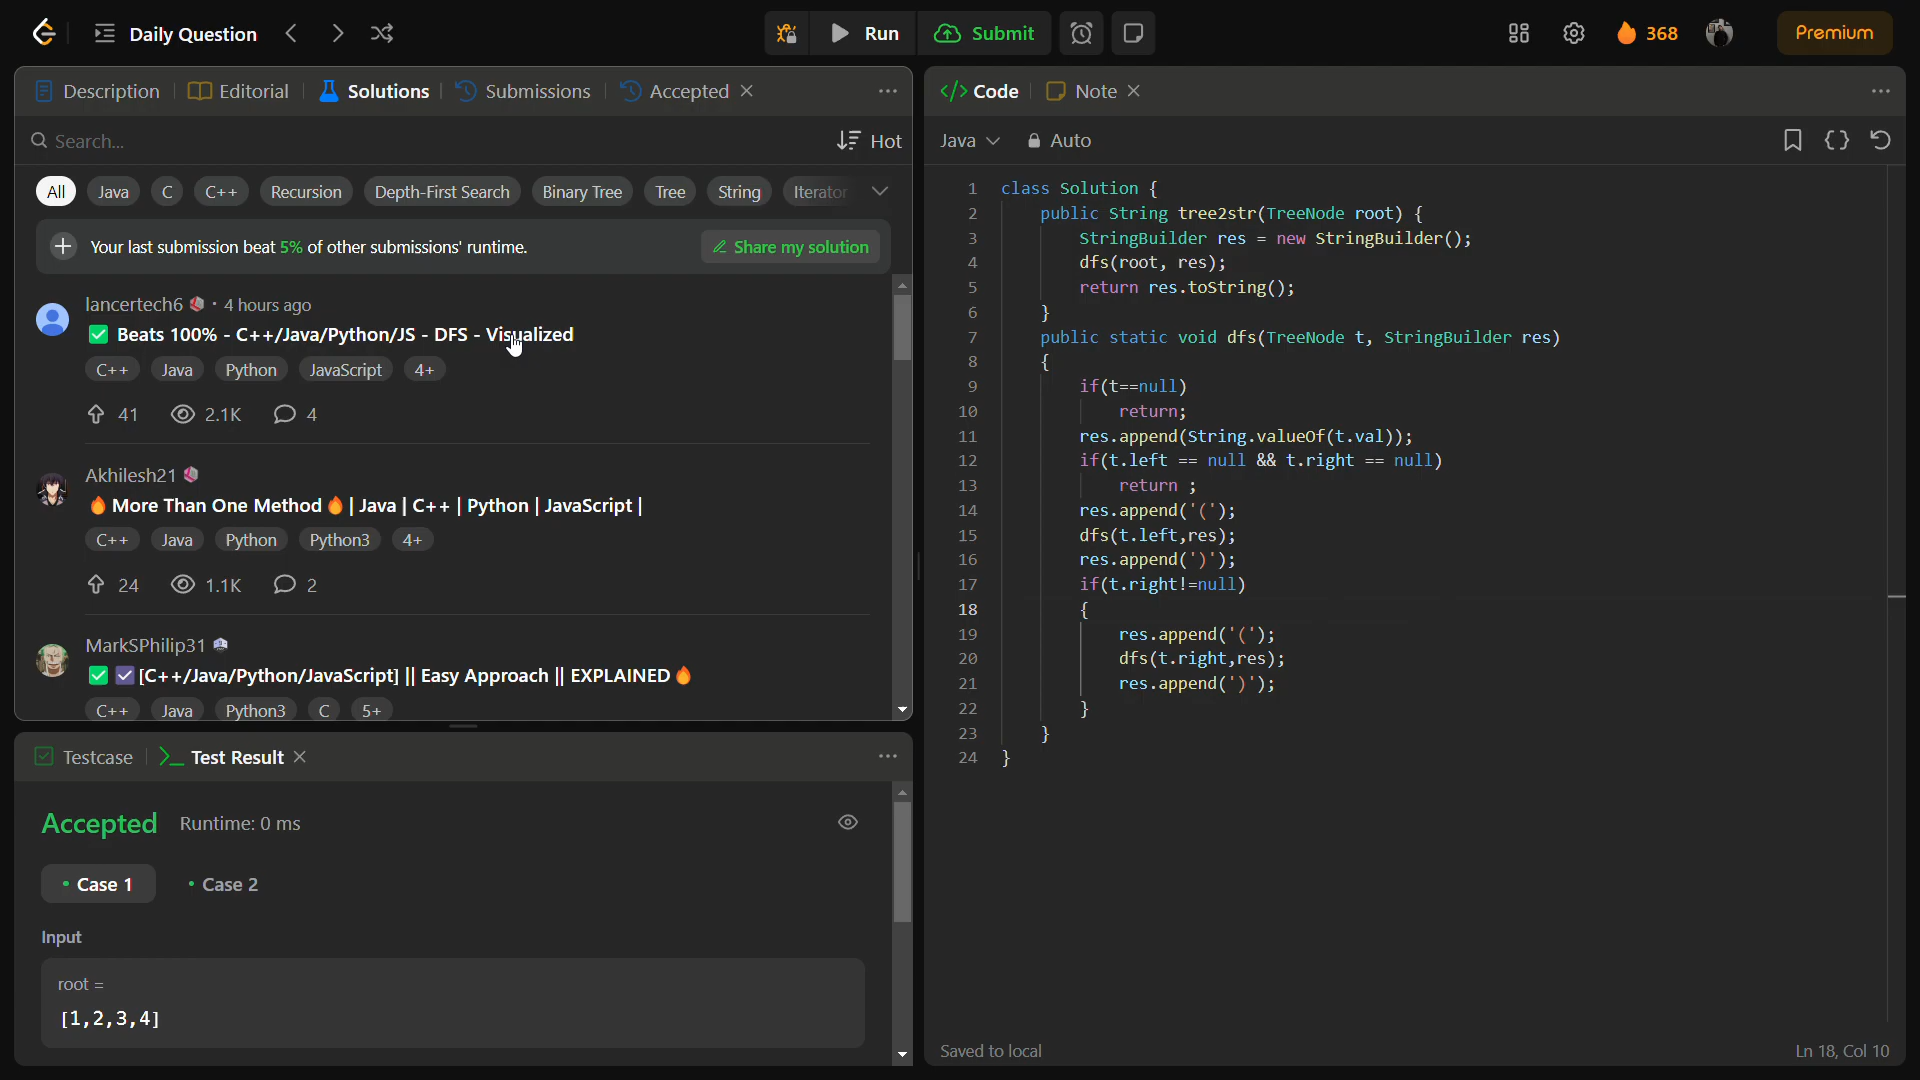 Daily Question
Run
Submit
368
Premium
Description
Editorial
Solutions
Submissions
Accepted
Search...
Hot
All
Java
C
C++
Recursion
Depth-First Search
Binary Tree
Tree
String
Iterator
Your last submission beat 5% of other submissions' runtime.
Share my solution
lancertech6 · 4 hours ago
Beats 100% - C++/Java/Python/JS - DFS - Visualized
C++
Java
Python
JavaScript
4+
41
2.1K
4
Akhilesh21
More Than One Method | Java | C++ | Python | JavaScript |
C++
Java
Python
Python3
4+
24
1.1K
2
MarkSPhilip31
[C++/Java/Python/JavaScript] || Easy Approach || EXPLAINED
C++
Java
Python3
C
5+
Testcase
Test Result
Accepted
Runtime: 0 ms
Case 1
Case 2
Input
root =
[1,2,3,4]
Code
Note
Java
Auto
1 class Solution {
2 public String tree2str(TreeNode root) {
3 StringBuilder res = new StringBuilder();
4 dfs(root, res);
5 return res.toString();
6 }
7 public static void dfs(TreeNode t, StringBuilder res)
8 {
9 if(t==null)
10 return;
11 res.append(String.valueOf(t.val));
12 if(t.left == null && t.right == null)
13 return ;
14 res.append('(');
15 dfs(t.left,res);
16 res.append(')');
17 if(t.right!=null)
18 {
19 res.append('(');
20 dfs(t.right,res);
21 res.append(')');
22 }
23 }
24 }
Saved to local
Ln 18, Col 10